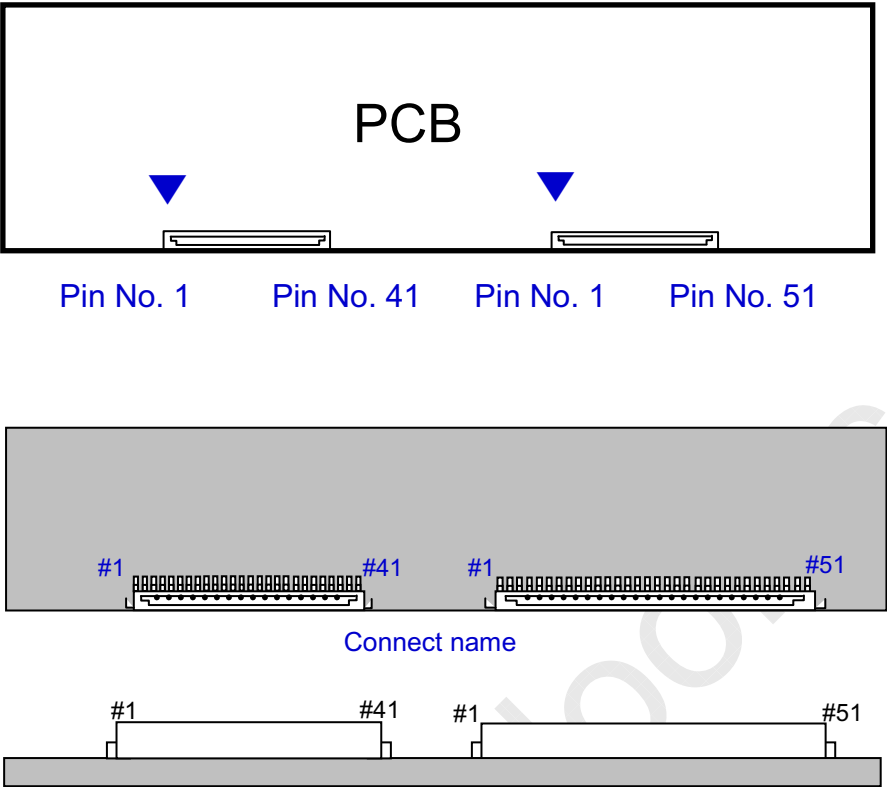 PCB
Pin No. 1 Pin No. 41 Pin No. 1 Pin No. 51
#1 #41 #1 #51
Connect name
#1 #41 #1 #51